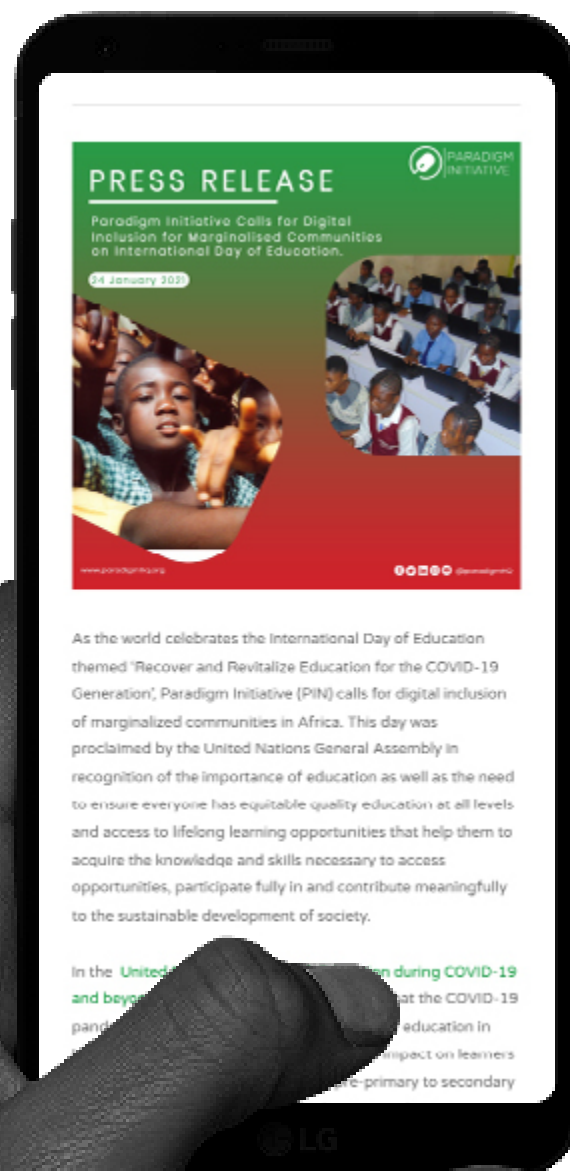 PARADIGM
INITIATIVE
PRESS RELEASE
Paradigm Initiative Calls for Digital
Inclusion for Marginalised Communities
on International Day of Education.
24 January 2021
www.paradigmhq.org
@paradigmHQ
As the world celebrates the International Day of Education
themed ‘Recover and Revitalize Education for the COVID-19
Generation’, Paradigm Initiative (PIN) calls for digital inclusion
of marginalized communities in Africa. This day was
proclaimed by the United Nations General Assembly in
recognition of the importance of education as well as the need
to ensure everyone has equitable quality education at all levels
and access to lifelong learning opportunities that help them to
acquire the knowledge and skills necessary to access
opportunities, participate fully in and contribute meaningfully
to the sustainable development of society.
In the United during COVID-19
and at the COVID-19
education in
impact on learners
pre-primary to secondary
LG